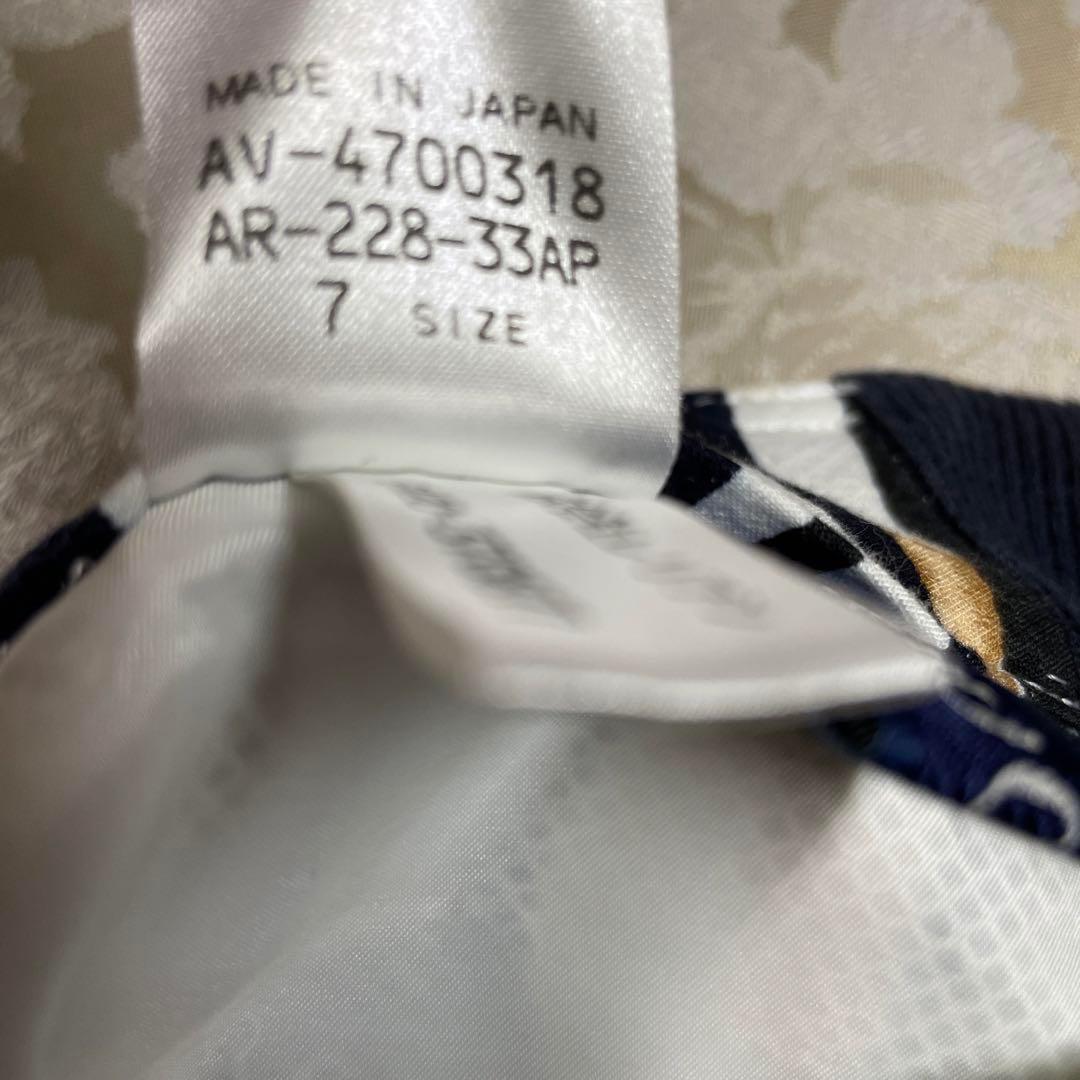 MADE IN JAPAN
AV-4700318
AR-228-33AP
7 SIZE